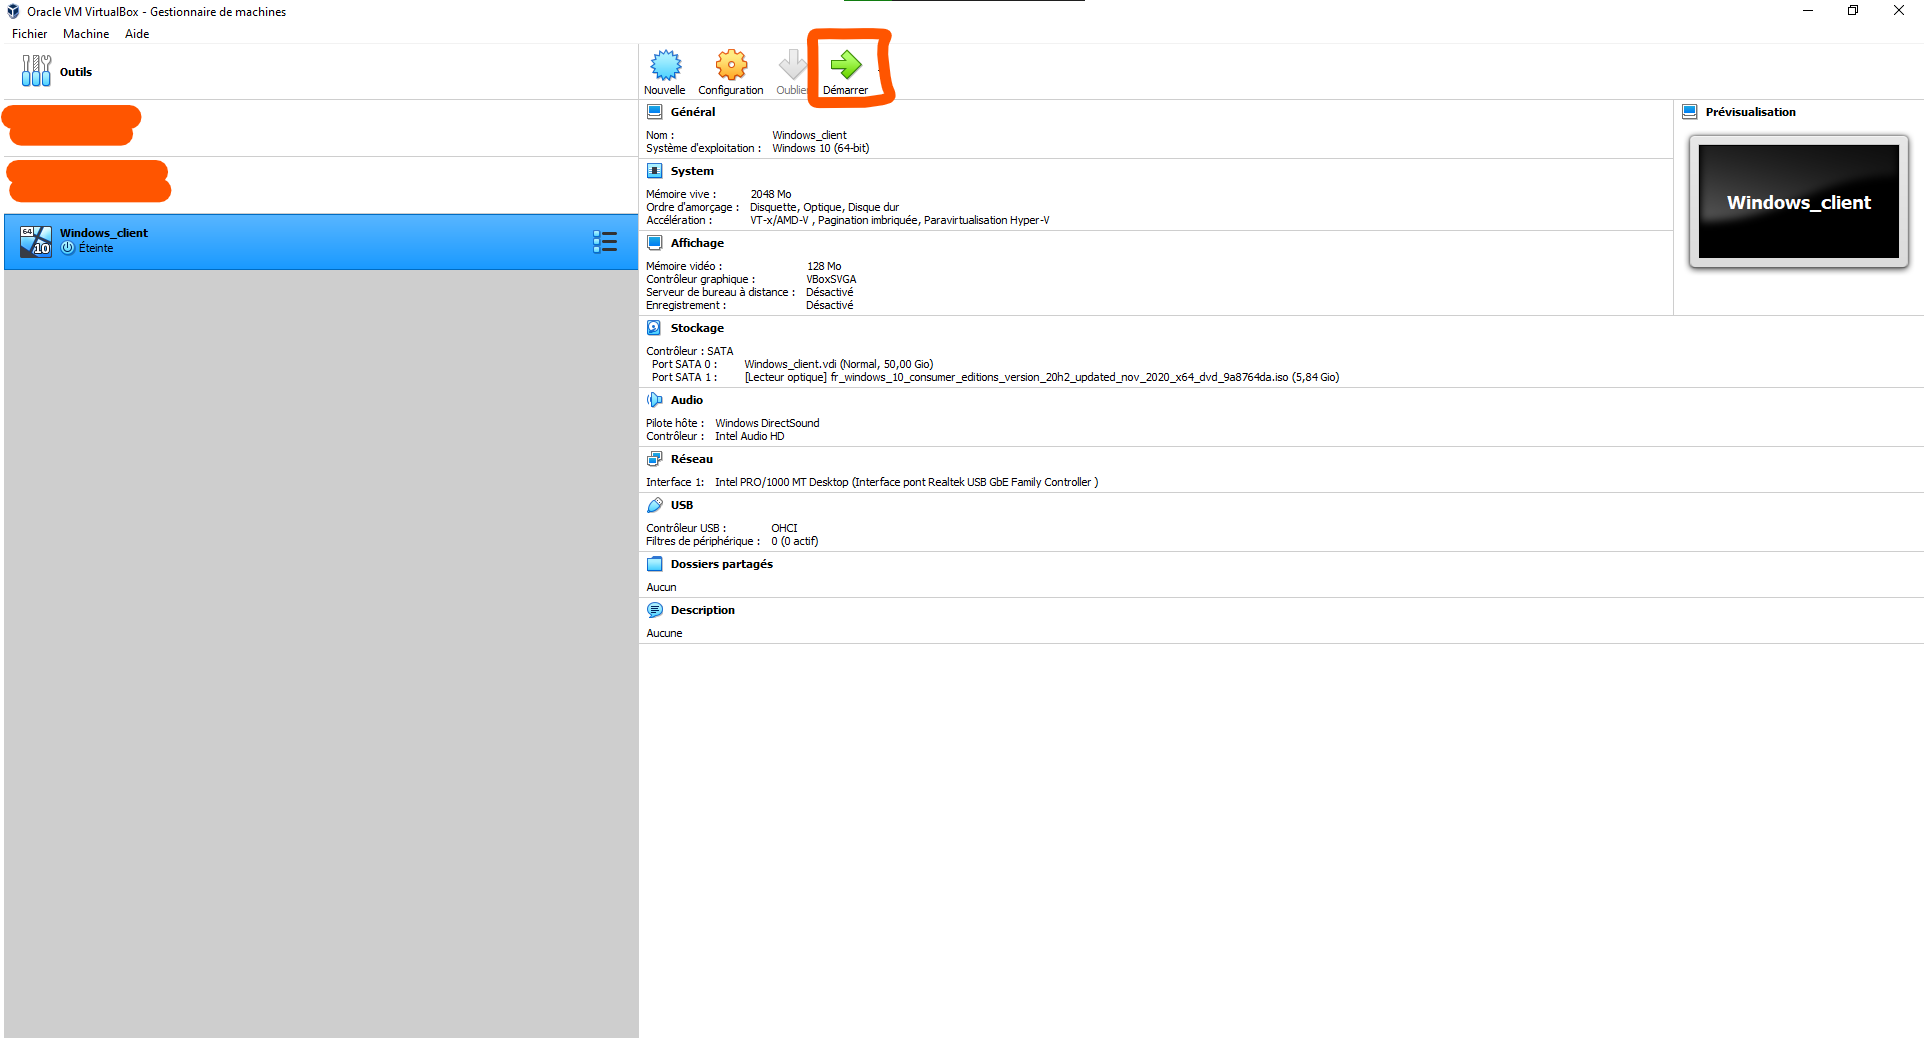 Oracle VM VirtualBox - Gestionnaire de machines
Fichier Machine Aide
Outils
Nouvelle Configuration Oublier Démarrer
64
10
Windows_client
Éteinte
Général
Nom : Windows_client
Système d'exploitation : Windows 10 (64-bit)
System
Mémoire vive : 2048 Mo
Ordre d'amorçage : Disquette, Optique, Disque dur
Accélération : VT-x/AMD-V , Pagination imbriquée, Paravirtualisation Hyper-V
Affichage
Mémoire vidéo : 128 Mo
Contrôleur graphique : VBoxSVGA
Serveur de bureau à distance : Désactivé
Enregistrement : Désactivé
Prévisualisation
Windows_client
Stockage
Contrôleur : SATA
Port SATA 0 : Windows_client.vdi (Normal, 50,00 Gio)
Port SATA 1 : [Lecteur optique] fr_windows_10_consumer_editions_version_20h2_updated_nov_2020_x64_dvd_9a8764da.iso (5,84 Gio)
Audio
Pilote hôte : Windows DirectSound
Contrôleur : Intel Audio HD
Réseau
Interface 1: Intel PRO/1000 MT Desktop (Interface pont Realtek USB GbE Family Controller )
USB
Contrôleur USB : OHCI
Filtres de périphérique : 0 (0 actif)
Dossiers partagés
Aucun
Description
Aucune